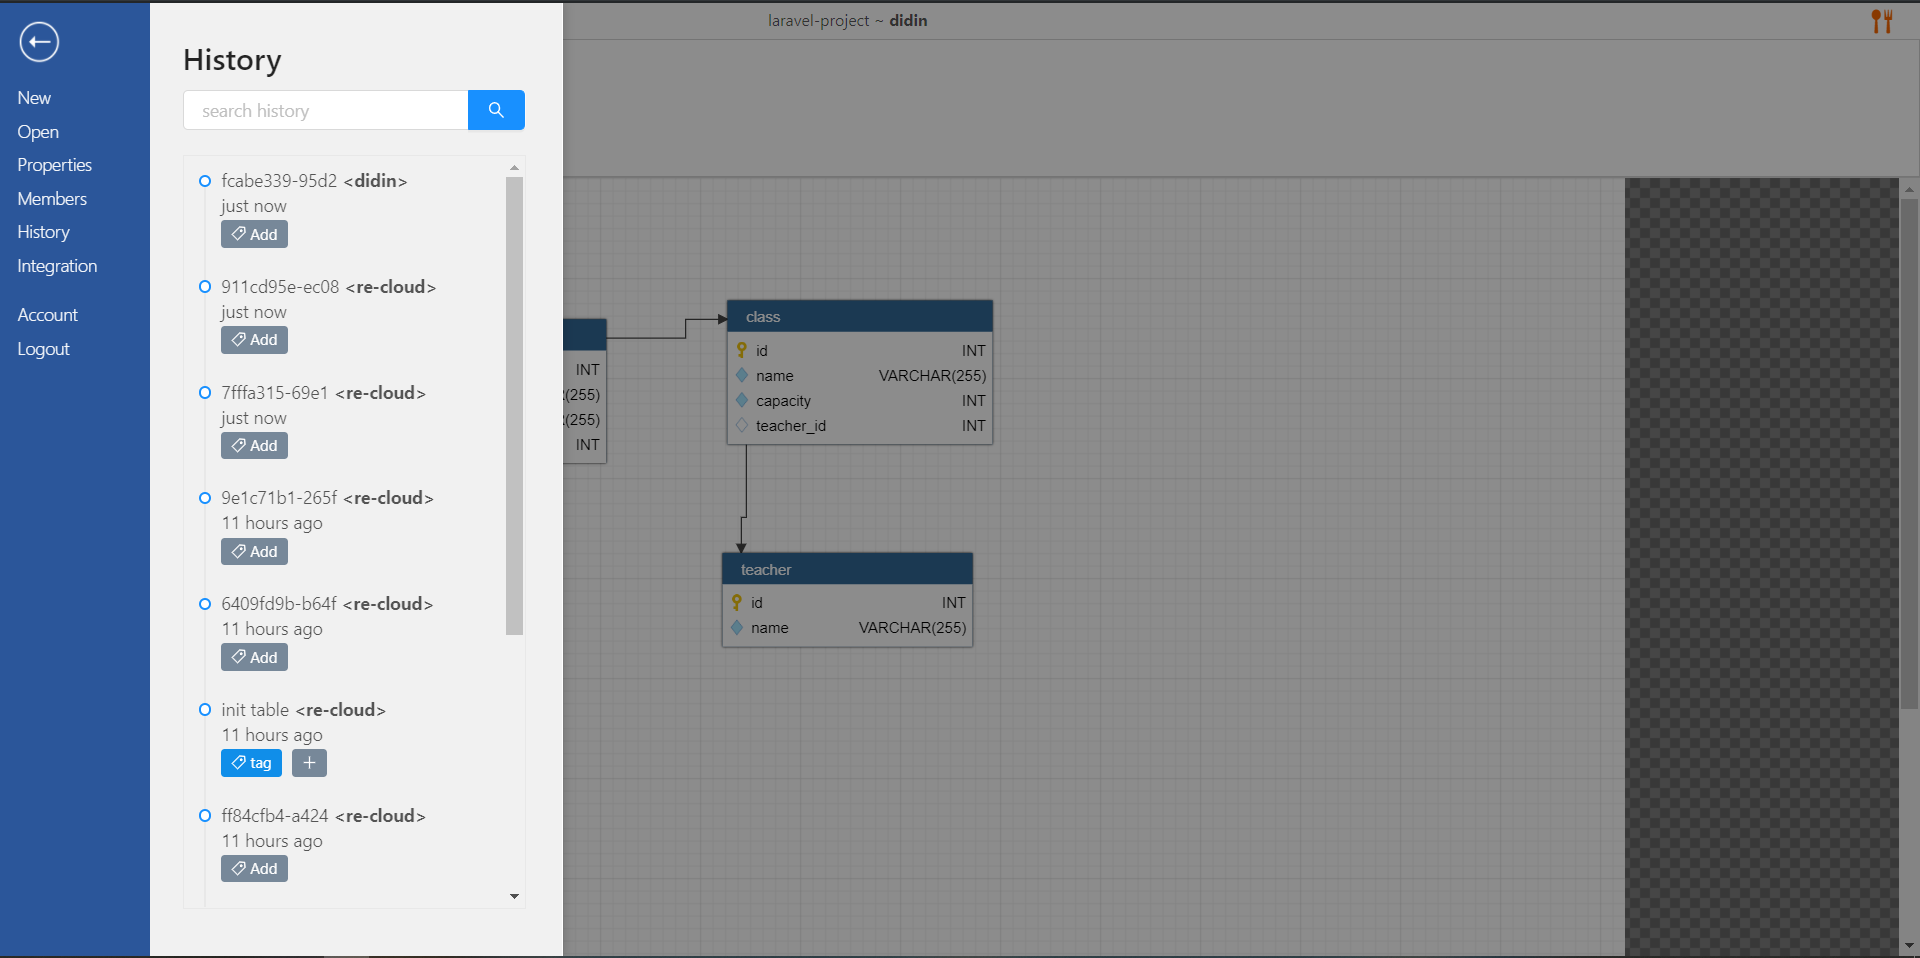 laravel-project ~ didin
New
Open
Properties
Members
History
Integration
Account
Logout
History
search history
fcabe339-95d2 <didin>
just now
Add
911cd95e-ec08 <re-cloud>
just now
Add
7fffa315-69e1 <re-cloud>
just now
Add
9e1c71b1-265f <re-cloud>
11 hours ago
Add
6409fd9b-b64f <re-cloud>
11 hours ago
Add
init table <re-cloud>
11 hours ago
tag +
ff84cfb4-a424 <re-cloud>
11 hours ago
Add
INT
(255)
(255)
INT
class
id INT
name VARCHAR(255)
capacity INT
teacher_id INT
teacher
id INT
name VARCHAR(255)